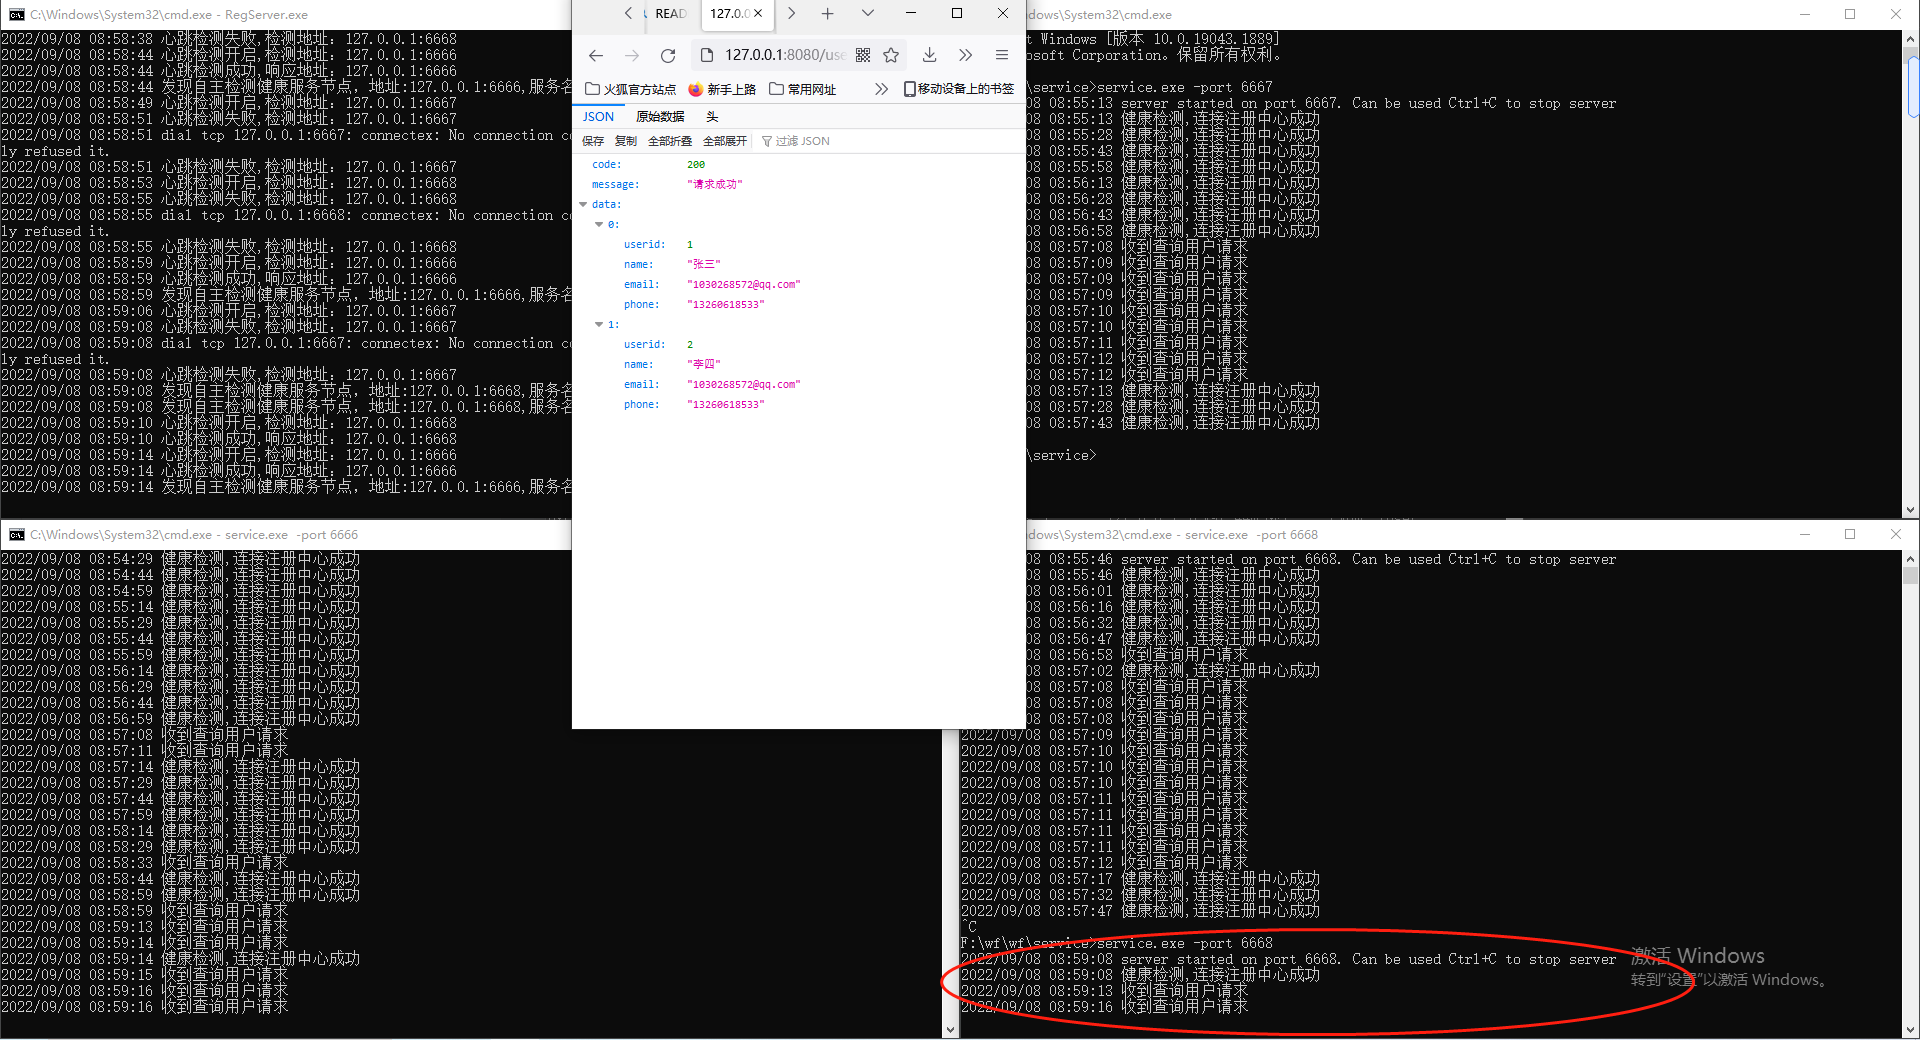 C:\Windows\System32\cmd.exe - RegServer.exe
2022/09/08 08:58:38 心跳检测失败,检测地址: 127.0.0.1:6668
2022/09/08 08:58:44 心跳检测开启,检测地址: 127.0.0.1:6666
2022/09/08 08:58:44 心跳检测成功,响应地址: 127.0.0.1:6666
2022/09/08 08:58:44 发现自主检测健康服务节点, 地址:127.0.0.1:6666,服务名
2022/09/08 08:58:49 心跳检测开启,检测地址: 127.0.0.1:6667
2022/09/08 08:58:51 心跳检测失败,检测地址: 127.0.0.1:6667
2022/09/08 08:58:51 dial tcp 127.0.0.1:6667: connectex: No connection c
ly refused it.
2022/09/08 08:58:51 心跳检测失败,检测地址: 127.0.0.1:6667
2022/09/08 08:58:53 心跳检测开启,检测地址: 127.0.0.1:6668
2022/09/08 08:58:55 心跳检测失败,检测地址: 127.0.0.1:6668
2022/09/08 08:58:55 dial tcp 127.0.0.1:6668: connectex: No connection c
ly refused it.
2022/09/08 08:58:55 心跳检测失败,检测地址: 127.0.0.1:6668
2022/09/08 08:58:59 心跳检测开启,检测地址: 127.0.0.1:6666
2022/09/08 08:58:59 心跳检测成功,响应地址: 127.0.0.1:6666
2022/09/08 08:58:59 发现自主检测健康服务节点, 地址:127.0.0.1:6666,服务名
2022/09/08 08:59:06 心跳检测开启,检测地址: 127.0.0.1:6667
2022/09/08 08:59:08 心跳检测失败,检测地址: 127.0.0.1:6667
2022/09/08 08:59:08 dial tcp 127.0.0.1:6667: connectex: No connection c
ly refused it.
2022/09/08 08:59:08 心跳检测失败,检测地址: 127.0.0.1:6667
2022/09/08 08:59:08 发现自主检测健康服务节点, 地址:127.0.0.1:6668,服务名
2022/09/08 08:59:08 发现自主检测健康服务节点, 地址:127.0.0.1:6668,服务名
2022/09/08 08:59:10 心跳检测开启,检测地址: 127.0.0.1:6668
2022/09/08 08:59:10 心跳检测成功,响应地址: 127.0.0.1:6668
2022/09/08 08:59:14 心跳检测开启,检测地址: 127.0.0.1:6666
2022/09/08 08:59:14 心跳检测成功,响应地址: 127.0.0.1:6666
2022/09/08 08:59:14 发现自主检测健康服务节点, 地址:127.0.0.1:6666,服务名
READ
127.0.0
127.0.0.1:8080/use
火狐官方站点 新手上路 常用网址 移动设备上的书签
JSON 原始数据 头
保存 复制 全部折叠 全部展开 过滤 JSON
code: 200
message: "请求成功"
data:
0:
userid: 1
name: "张三"
email: "1030268572@qq.com"
phone: "13260618533"
1:
userid: 2
name: "李四"
email: "1030268572@qq.com"
phone: "13260618533"
dows\System32\cmd.exe
t Windows [版本 10.0.19043.1889]
osoft Corporation。保留所有权利。
\service>service.exe -port 6667
08 08:55:13 server started on port 6667. Can be used Ctrl+C to stop server
08 08:55:13 健康检测,连接注册中心成功
08 08:55:28 健康检测,连接注册中心成功
08 08:55:43 健康检测,连接注册中心成功
08 08:55:58 健康检测,连接注册中心成功
08 08:56:13 健康检测,连接注册中心成功
08 08:56:28 健康检测,连接注册中心成功
08 08:56:43 健康检测,连接注册中心成功
08 08:56:58 健康检测,连接注册中心成功
08 08:57:08 收到查询用户请求
08 08:57:09 收到查询用户请求
08 08:57:09 收到查询用户请求
08 08:57:09 收到查询用户请求
08 08:57:10 收到查询用户请求
08 08:57:10 收到查询用户请求
08 08:57:11 收到查询用户请求
08 08:57:12 收到查询用户请求
08 08:57:12 收到查询用户请求
08 08:57:13 健康检测,连接注册中心成功
08 08:57:28 健康检测,连接注册中心成功
08 08:57:43 健康检测,连接注册中心成功
\service>
C:\Windows\System32\cmd.exe - service.exe -port 6666
2022/09/08 08:54:29 健康检测,连接注册中心成功
2022/09/08 08:54:44 健康检测,连接注册中心成功
2022/09/08 08:54:59 健康检测,连接注册中心成功
2022/09/08 08:55:14 健康检测,连接注册中心成功
2022/09/08 08:55:29 健康检测,连接注册中心成功
2022/09/08 08:55:44 健康检测,连接注册中心成功
2022/09/08 08:55:59 健康检测,连接注册中心成功
2022/09/08 08:56:14 健康检测,连接注册中心成功
2022/09/08 08:56:29 健康检测,连接注册中心成功
2022/09/08 08:56:44 健康检测,连接注册中心成功
2022/09/08 08:56:59 健康检测,连接注册中心成功
2022/09/08 08:57:08 收到查询用户请求
2022/09/08 08:57:11 收到查询用户请求
2022/09/08 08:57:14 健康检测,连接注册中心成功
2022/09/08 08:57:29 健康检测,连接注册中心成功
2022/09/08 08:57:44 健康检测,连接注册中心成功
2022/09/08 08:57:59 健康检测,连接注册中心成功
2022/09/08 08:58:14 健康检测,连接注册中心成功
2022/09/08 08:58:29 健康检测,连接注册中心成功
2022/09/08 08:58:33 收到查询用户请求
2022/09/08 08:58:44 健康检测,连接注册中心成功
2022/09/08 08:58:59 健康检测,连接注册中心成功
2022/09/08 08:58:59 收到查询用户请求
2022/09/08 08:59:13 收到查询用户请求
2022/09/08 08:59:14 收到查询用户请求
2022/09/08 08:59:14 健康检测,连接注册中心成功
2022/09/08 08:59:15 收到查询用户请求
2022/09/08 08:59:16 收到查询用户请求
2022/09/08 08:59:16 收到查询用户请求
dows\System32\cmd.exe - service.exe -port 6668
08 08:55:46 server started on port 6668. Can be used Ctrl+C to stop server
08 08:55:46 健康检测,连接注册中心成功
08 08:56:01 健康检测,连接注册中心成功
08 08:56:16 健康检测,连接注册中心成功
08 08:56:32 健康检测,连接注册中心成功
08 08:56:47 健康检测,连接注册中心成功
08 08:56:58 收到查询用户请求
08 08:57:02 健康检测,连接注册中心成功
08 08:57:08 收到查询用户请求
08 08:57:08 收到查询用户请求
08 08:57:08 收到查询用户请求
2022/09/08 08:57:09 收到查询用户请求
2022/09/08 08:57:10 收到查询用户请求
2022/09/08 08:57:10 收到查询用户请求
2022/09/08 08:57:10 收到查询用户请求
2022/09/08 08:57:11 收到查询用户请求
2022/09/08 08:57:11 收到查询用户请求
2022/09/08 08:57:11 收到查询用户请求
2022/09/08 08:57:11 收到查询用户请求
2022/09/08 08:57:12 收到查询用户请求
2022/09/08 08:57:17 健康检测,连接注册中心成功
2022/09/08 08:57:32 健康检测,连接注册中心成功
2022/09/08 08:57:47 健康检测,连接注册中心成功
^C
F:\wf\wf\service>service.exe -port 6668
2022/09/08 08:59:08 server started on port 6668. Can be used Ctrl+C to stop server
2022/09/08 08:59:08 健康检测,连接注册中心成功
2022/09/08 08:59:13 收到查询用户请求
2022/09/08 08:59:16 收到查询用户请求
激活 Windows
转到“设置”以激活 Windows。